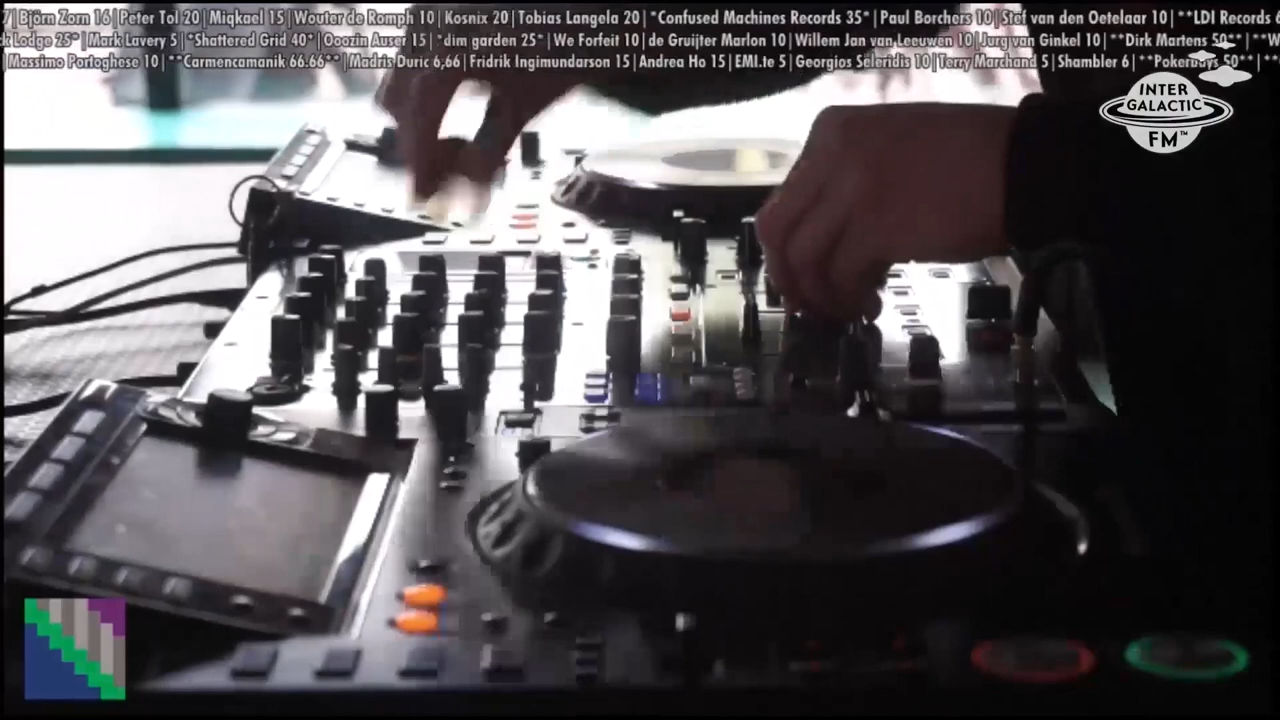 7 | Björn Zorn 16 | Peter Tol 20 | Miqkael 15 | Wouter de Romph 10 | Kosnix 20 | Tobias Langela 20 | *Confused Machines Records 35* | Paul Borchers 10 | Stef van den Oetelaar 10 | **LDI Records
k Lodge 25* | Mark Lavery 5 | *Shattered Grid 40* | Ooozin Auser 15 | *dim garden 25* | We Forfeit 10 | de Gruijter Marlon 10 | Willem Jan van Leeuwen 10 | Jurg van Ginkel 10 | **Dirk Martens 50** | **W
| Massimo Portoghese 10 | **Carmencamanik 66.66** | Madris Duric 6,66 | Fridrik Ingimundarson 15 | Andrea Ho 15 | EMI.te 5 | Georgios Seleridis 10 | Terry Marchand 5 | Shambler 6 | **Pokerboys 50** | **
INTER
GALACTIC
FM™